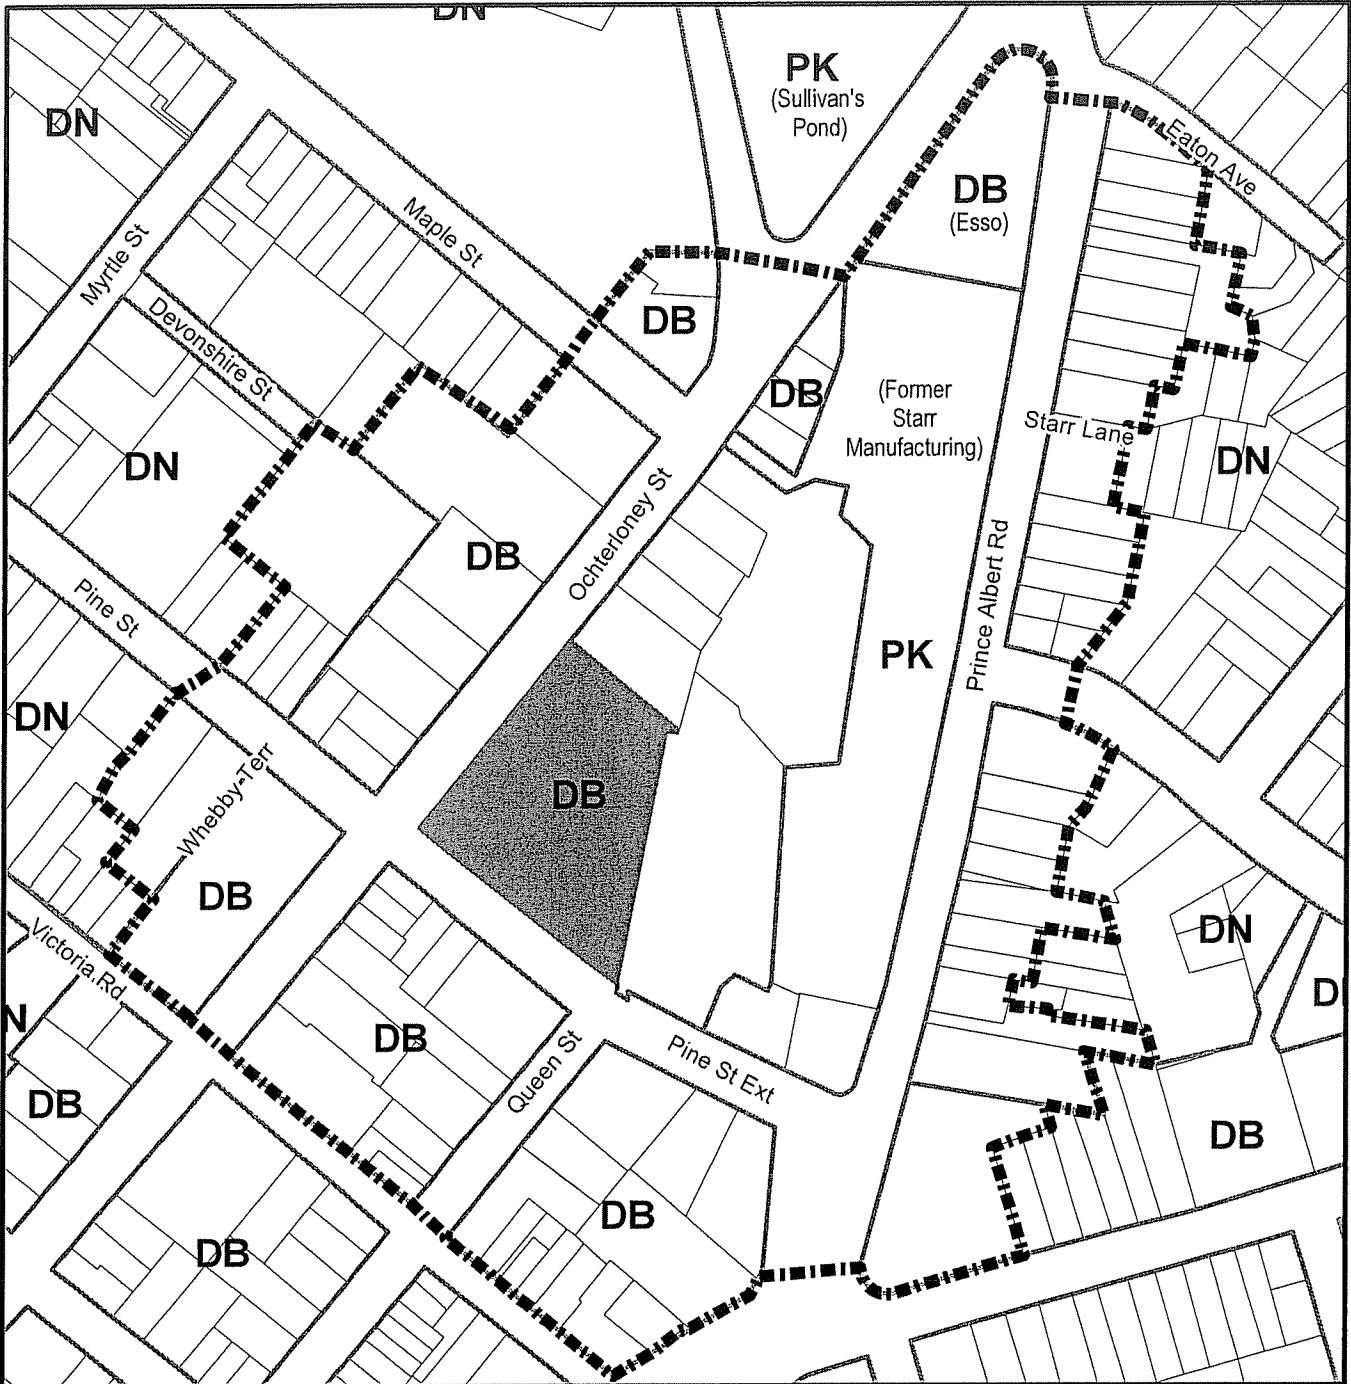 DN
PK
(Sullivan's
Pond)
DN
Eaton Ave
DB
(Esso)
Maple St
Myrtle St
DB
Devonshire St
DB
(Former
Starr
Manufacturing)
Starr Lane
DN
DN
DB
Ochterloney St
Prince Albert Rd
Pine St
PK
DN
Whebby Terr
DB
DB
DN
Victoria Rd
D
N
DB
Queen St
Pine St Ext
DB
DB
DB
DB